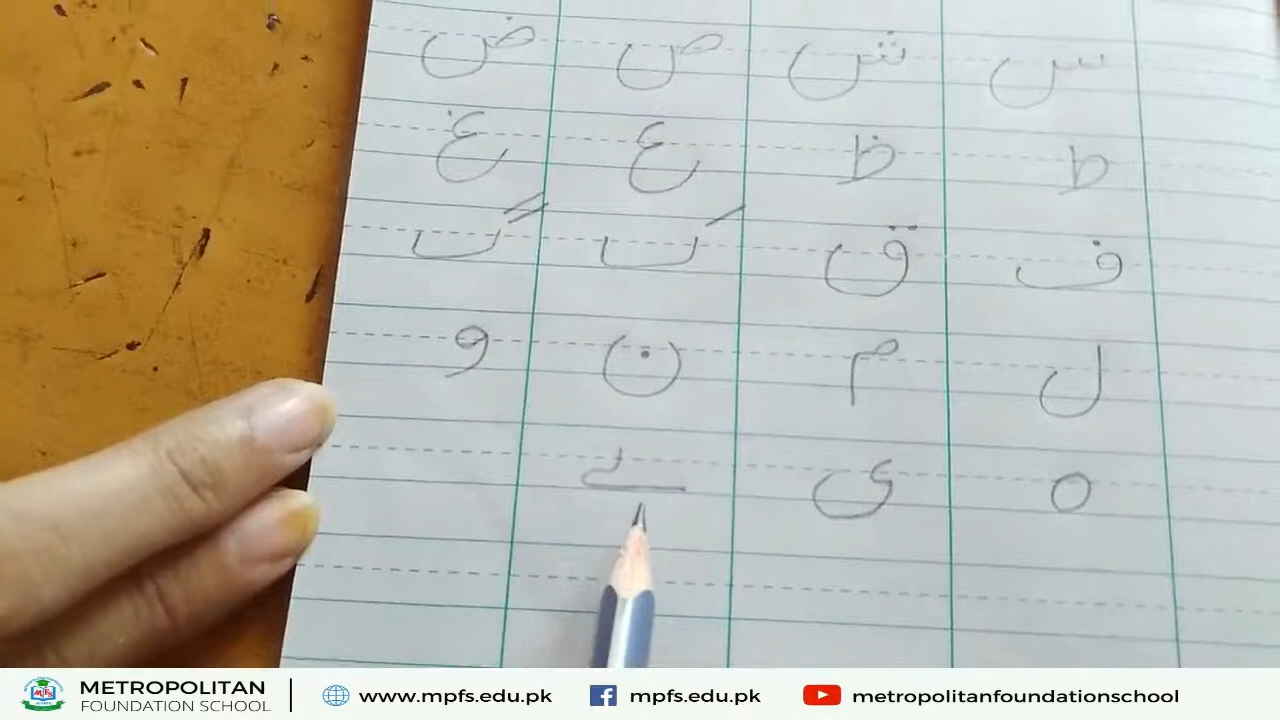 س ش ص ض
ط ظ ع غ
ف ق ک گ
ل م ن و
ہ ی ے
METROPOLITAN
FOUNDATION SCHOOL
www.mpfs.edu.pk
mpfs.edu.pk
metropolitanfoundationschool